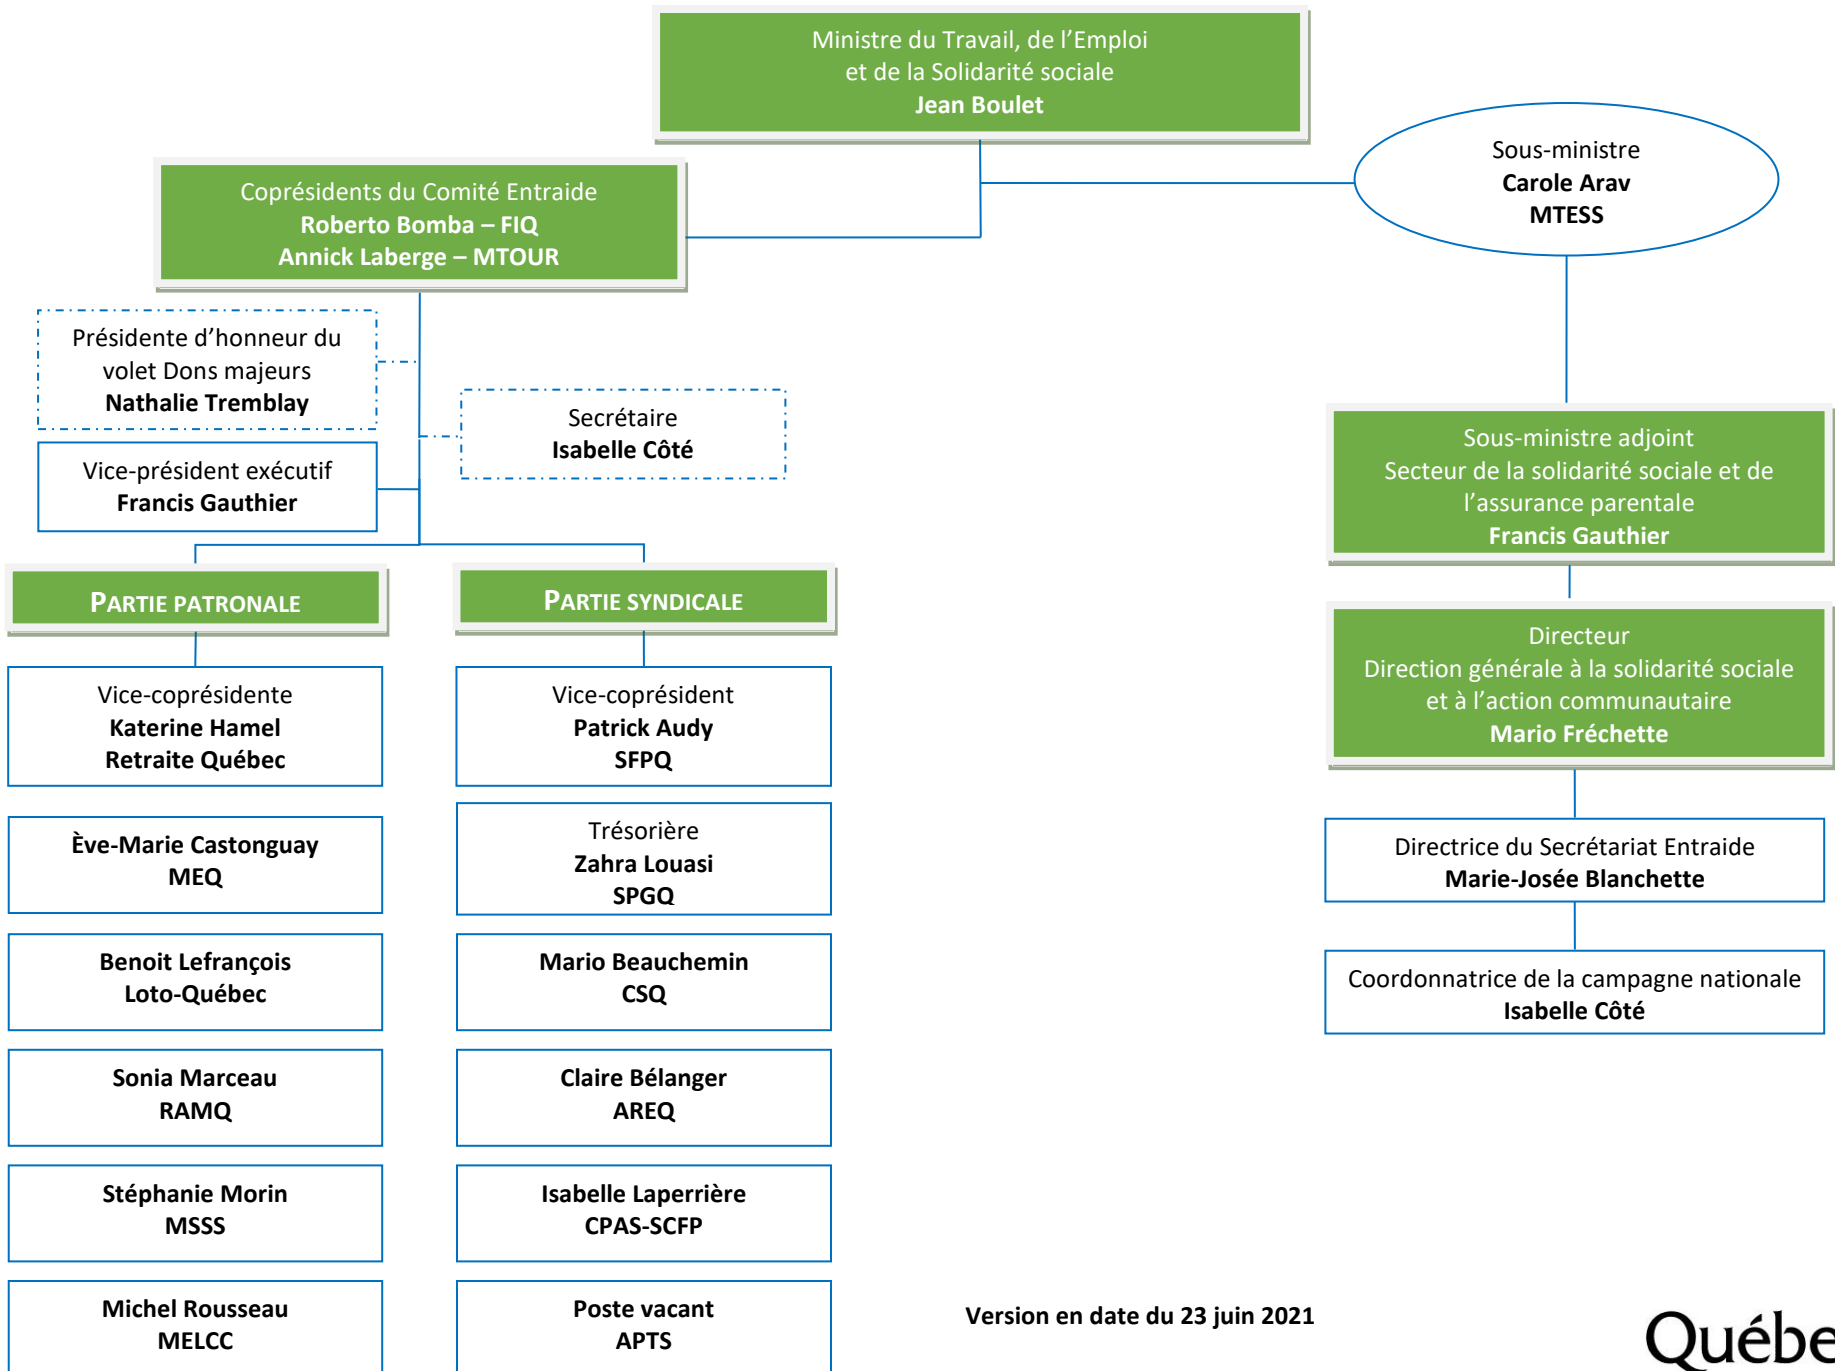 Ministre du Travail, de l’Emploi
et de la Solidarité sociale
Jean Boulet
Sous-ministre
Carole Arav
MTESS
Coprésidents du Comité Entraide
Roberto Bomba – FIQ
Annick Laberge – MTOUR
Présidente d’honneur du
volet Dons majeurs
Nathalie Tremblay
Secrétaire
Isabelle Côté
Vice-président exécutif
Francis Gauthier
Sous-ministre adjoint
Secteur de la solidarité sociale et de
l’assurance parentale
Francis Gauthier
PARTIE PATRONALE
Vice-coprésidente
Katerine Hamel
Retraite Québec
Ève-Marie Castonguay
MEQ
Benoit Lefrançois
Loto-Québec
Sonia Marceau
RAMQ
Stéphanie Morin
MSSS
Michel Rousseau
MELCC
PARTIE SYNDICALE
Vice-coprésident
Patrick Audy
SFPQ
Trésorière
Zahra Louasi
SPGQ
Mario Beauchemin
CSQ
Claire Bélanger
AREQ
Isabelle Laperrière
CPAS-SCFP
Poste vacant
APTS
Directeur
Direction générale à la solidarité sociale
et à l’action communautaire
Mario Fréchette
Directrice du Secrétariat Entraide
Marie-Josée Blanchette
Coordonnatrice de la campagne nationale
Isabelle Côté
Version en date du 23 juin 2021
Québe